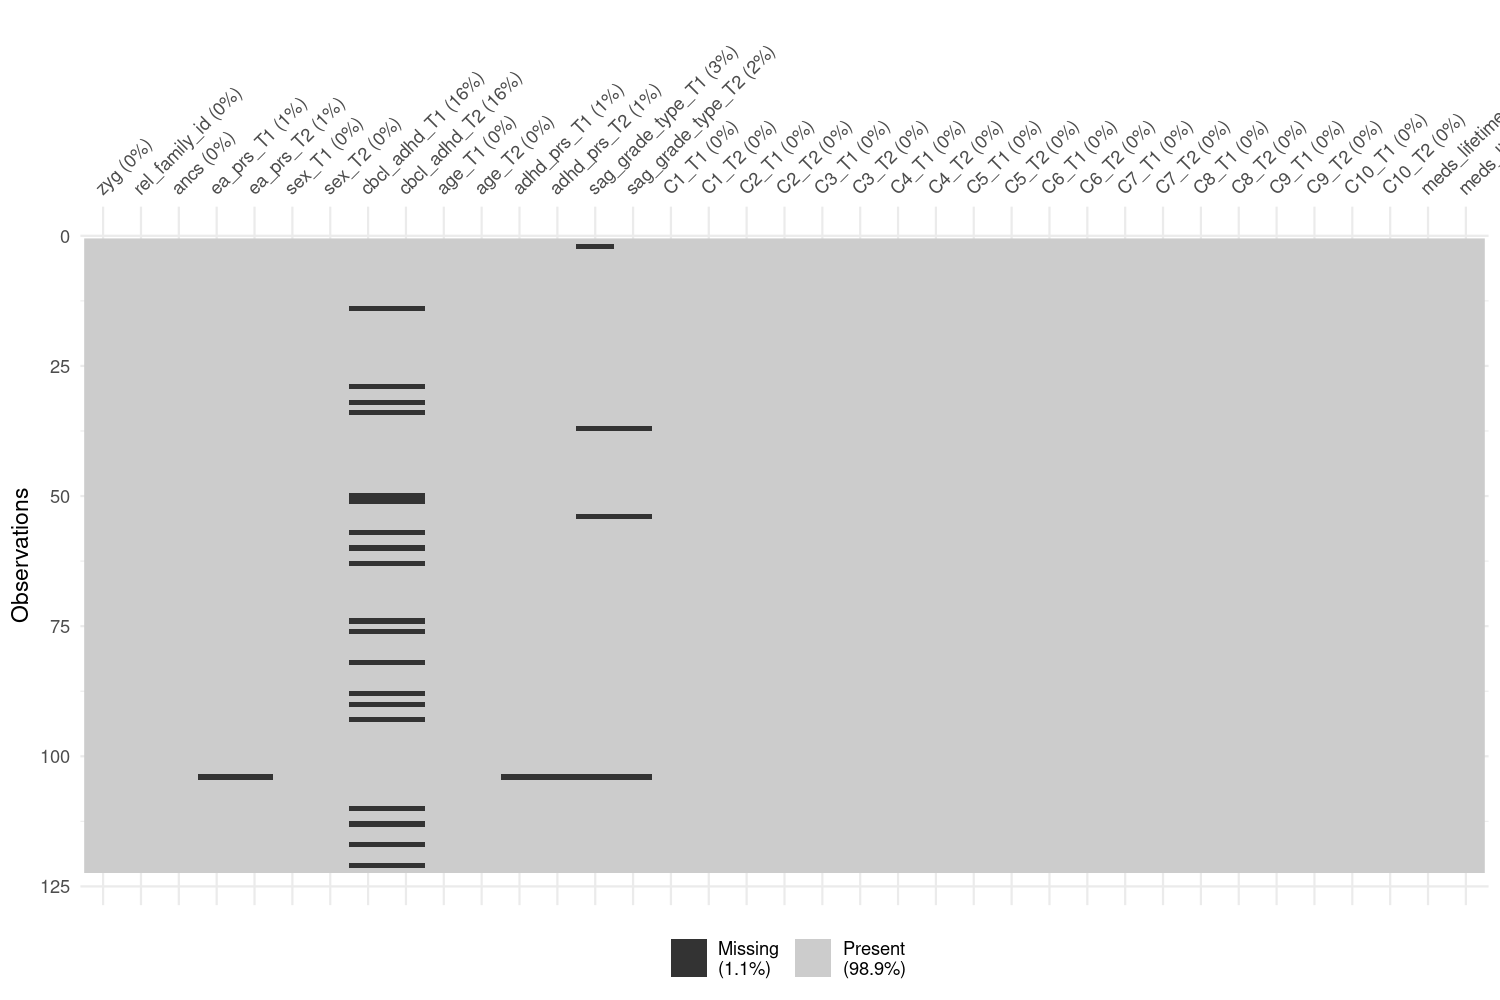 zyg (0%)
rel_family_id (0%)
ancs (0%)
ea_prs_T1 (1%)
ea_prs_T2 (1%)
sex_T1 (0%)
sex_T2 (0%)
cbcl_adhd_T1 (16%)
cbcl_adhd_T2 (16%)
age_T1 (0%)
age_T2 (0%)
adhd_prs_T1 (1%)
adhd_prs_T2 (1%)
sag_grade_type_T1 (3%)
sag_grade_type_T2 (2%)
C1_T1 (0%)
C1_T2 (0%)
C2_T1 (0%)
C2_T2 (0%)
C3_T1 (0%)
C3_T2 (0%)
C4_T1 (0%)
C4_T2 (0%)
C5_T1 (0%)
C5_T2 (0%)
C6_T1 (0%)
C6_T2 (0%)
C7_T1 (0%)
C7_T2 (0%)
C8_T1 (0%)
C8_T2 (0%)
C9_T1 (0%)
C9_T2 (0%)
C10_T1 (0%)
C10_T2 (0%)
meds_lifetime
meds_
0
25
50
75
100
125
Observations
Missing
(1.1%)
Present
(98.9%)